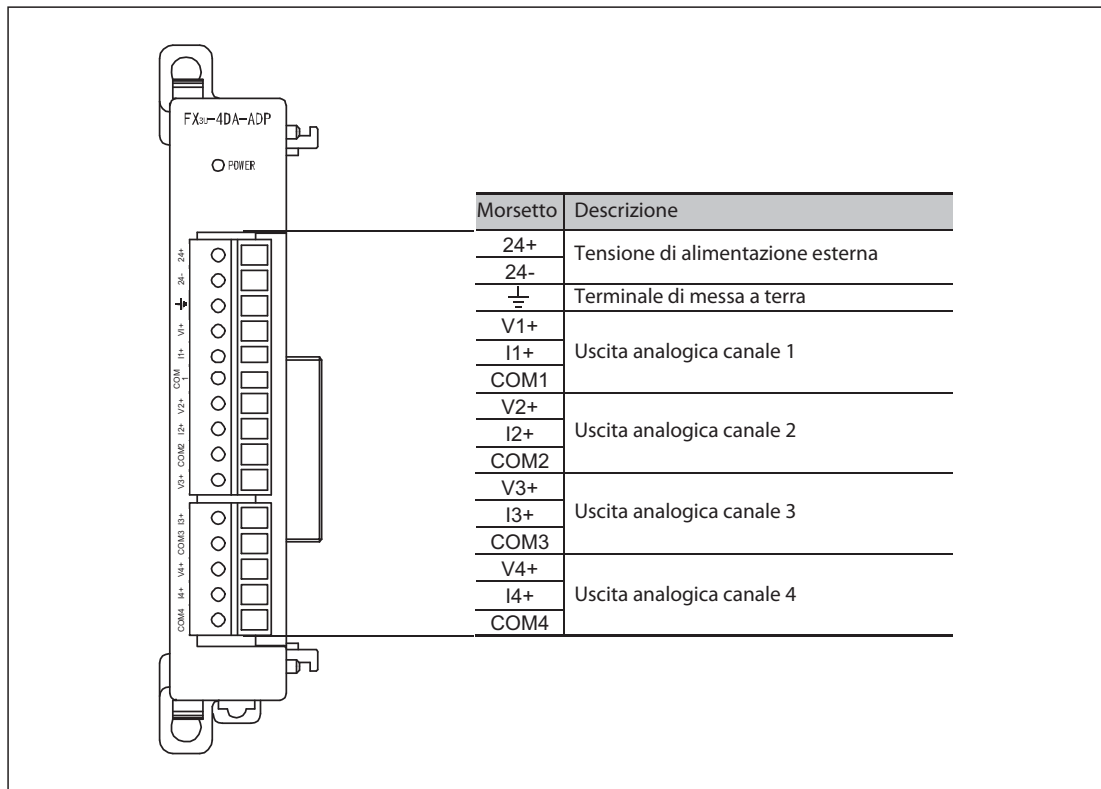 FX3U-4DA-ADP
POWER
24+
24-
V1+
I1+
COM
1
V2+
I2+
COM2
V3+
I3+
COM3
V4+
I4+
COM4
Morsetto Descrizione
24+
24-
Tensione di alimentazione esterna
Terminale di messa a terra
V1+
I1+
COM1
Uscita analogica canale 1
V2+
I2+
COM2
Uscita analogica canale 2
V3+
I3+
COM3
Uscita analogica canale 3
V4+
I4+
COM4
Uscita analogica canale 4